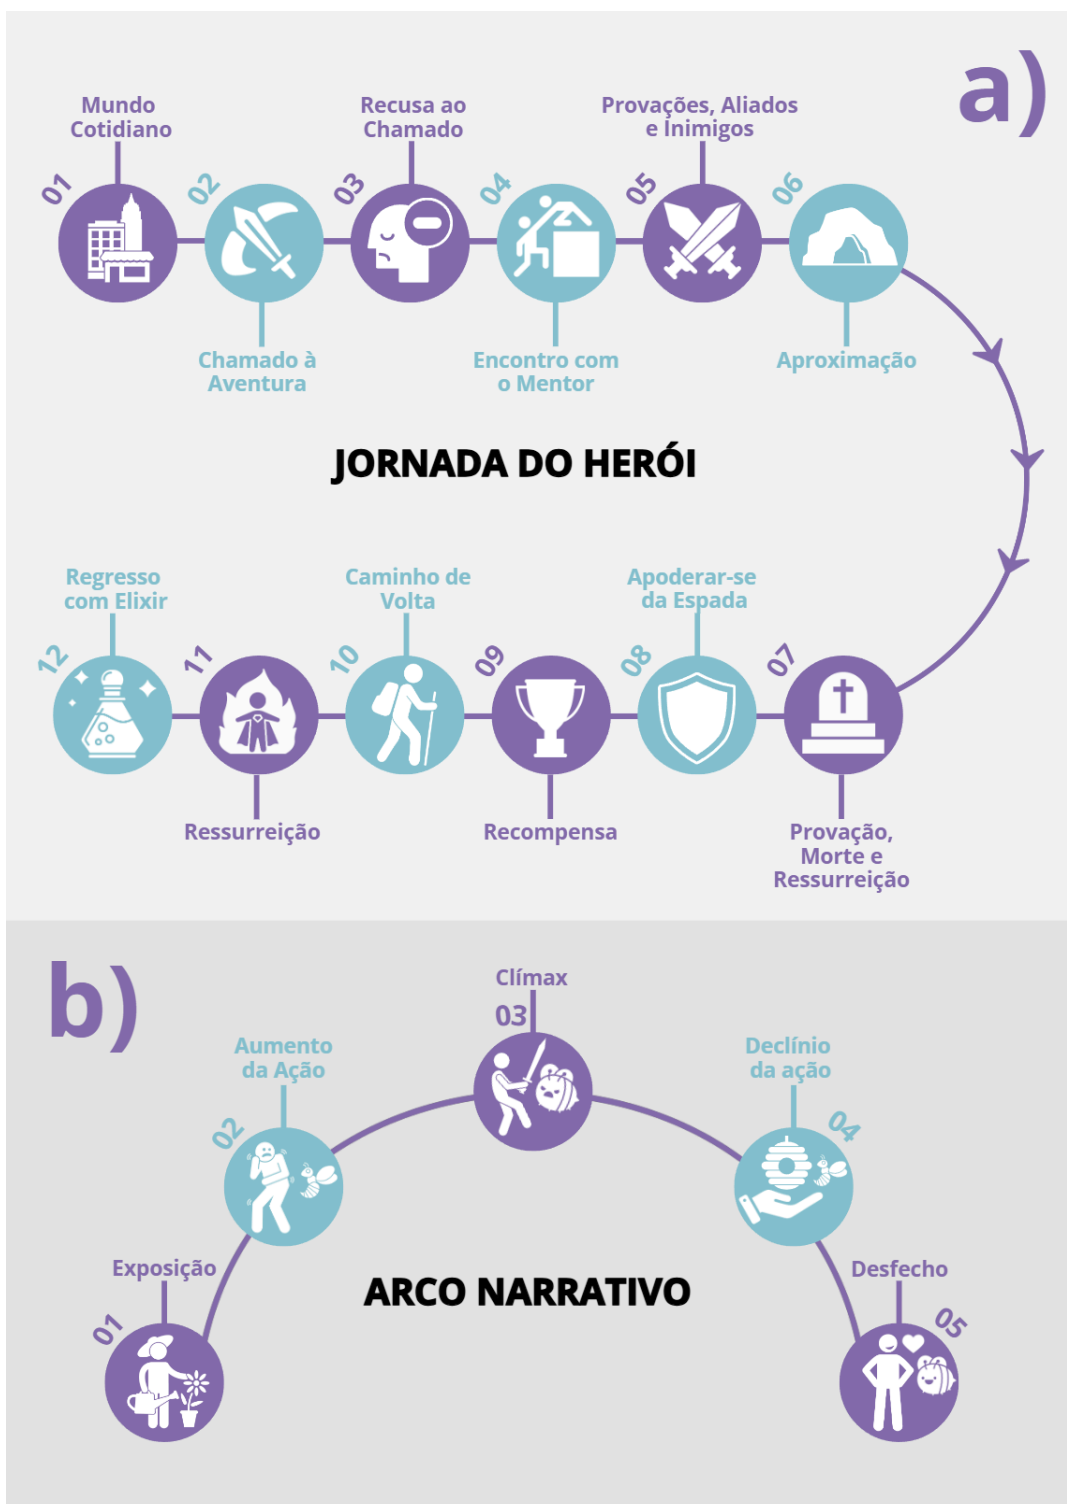 a)
Mundo
Cotidiano
Recusa ao
Chamado
Provações, Aliados
e Inimigos
01
02
03
04
05
06
Chamado à
Aventura
Encontro com
o Mentor
Aproximação
JORNADA DO HERÓI
Regresso
com Elixir
Caminho de
Volta
Apoderar-se
da Espada
12
11
10
09
08
07
Ressurreição
Recompensa
Provação,
Morte e
Ressurreição
b)
Clímax
03
Aumento
da Ação
02
Declínio
da ação
04
Exposição
01
ARCO NARRATIVO
Desfecho
05